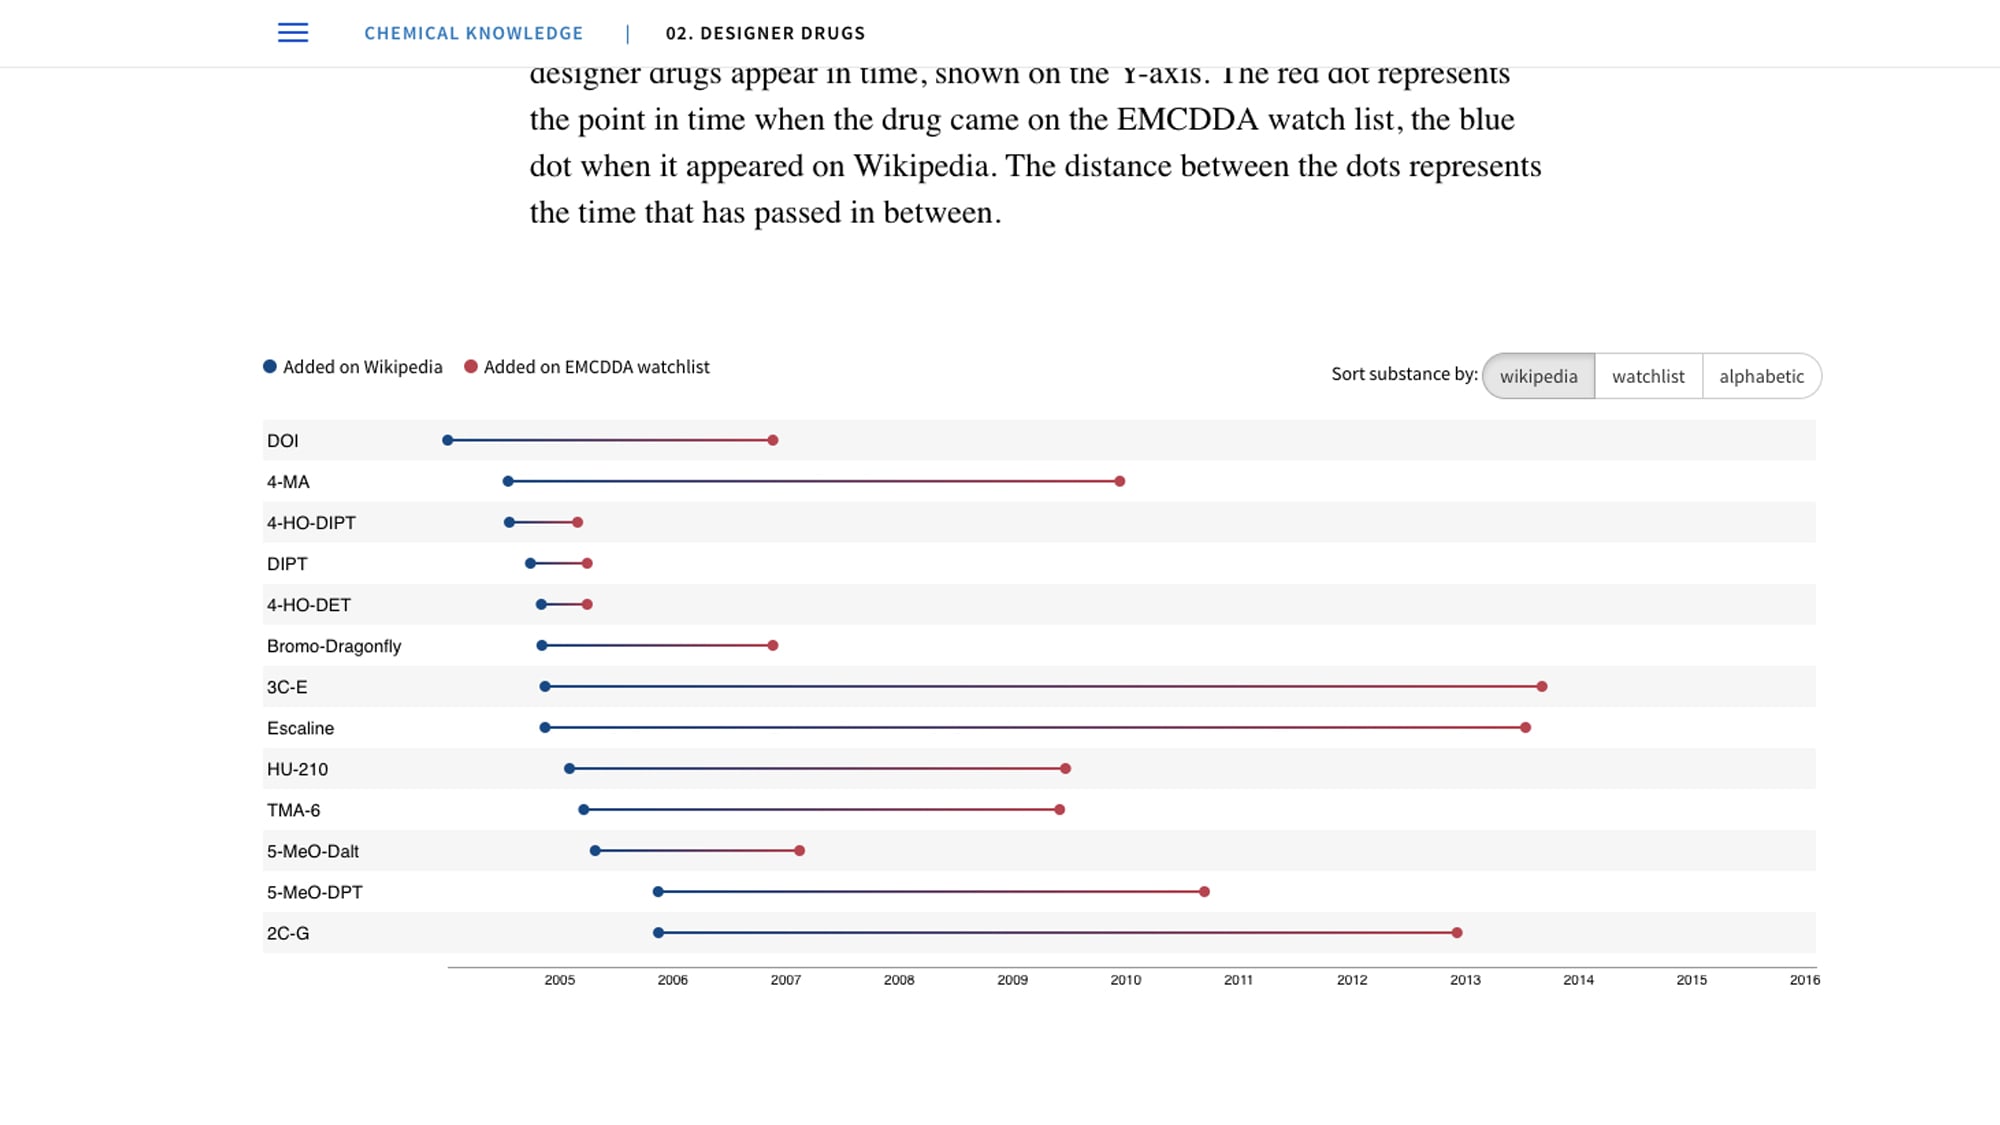 CHEMICAL KNOWLEDGE | 02. DESIGNER DRUGS
designer drugs appear in time, shown on the Y-axis. The red dot represents
the point in time when the drug came on the EMCDDA watch list, the blue
dot when it appeared on Wikipedia. The distance between the dots represents
the time that has passed in between.
Added on Wikipedia Added on EMCDDA watchlist
Sort substance by: wikipedia watchlist alphabetic
DOI
4-MA
4-HO-DIPT
DIPT
4-HO-DET
Bromo-Dragonfly
3C-E
Escaline
HU-210
TMA-6
5-MeO-Dalt
5-MeO-DPT
2C-G
2005 2006 2007 2008 2009 2010 2011 2012 2013 2014 2015 2016